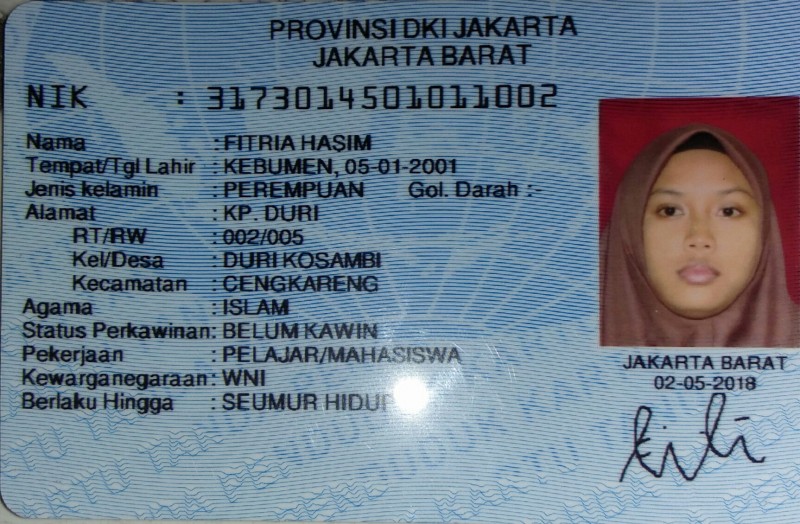 PROVINSI DKI JAKARTA
JAKARTA BARAT
NIK : 3173014501011002
Nama : FITRIA HASIM
Tempat/Tgl Lahir : KEBUMEN, 05-01-2001
Jenis kelamin : PEREMPUAN Gol. Darah :-
Alamat : KP. DURI
RT/RW : 002/005
Kel/Desa : DURI KOSAMBI
Kecamatan : CENGKARENG
Agama : ISLAM
Status Perkawinan: BELUM KAWIN
Pekerjaan : PELAJAR/MAHASISWA
Kewarganegaraan: WNI
Berlaku Hingga : SEUMUR HIDUP
JAKARTA BARAT
02-05-2018